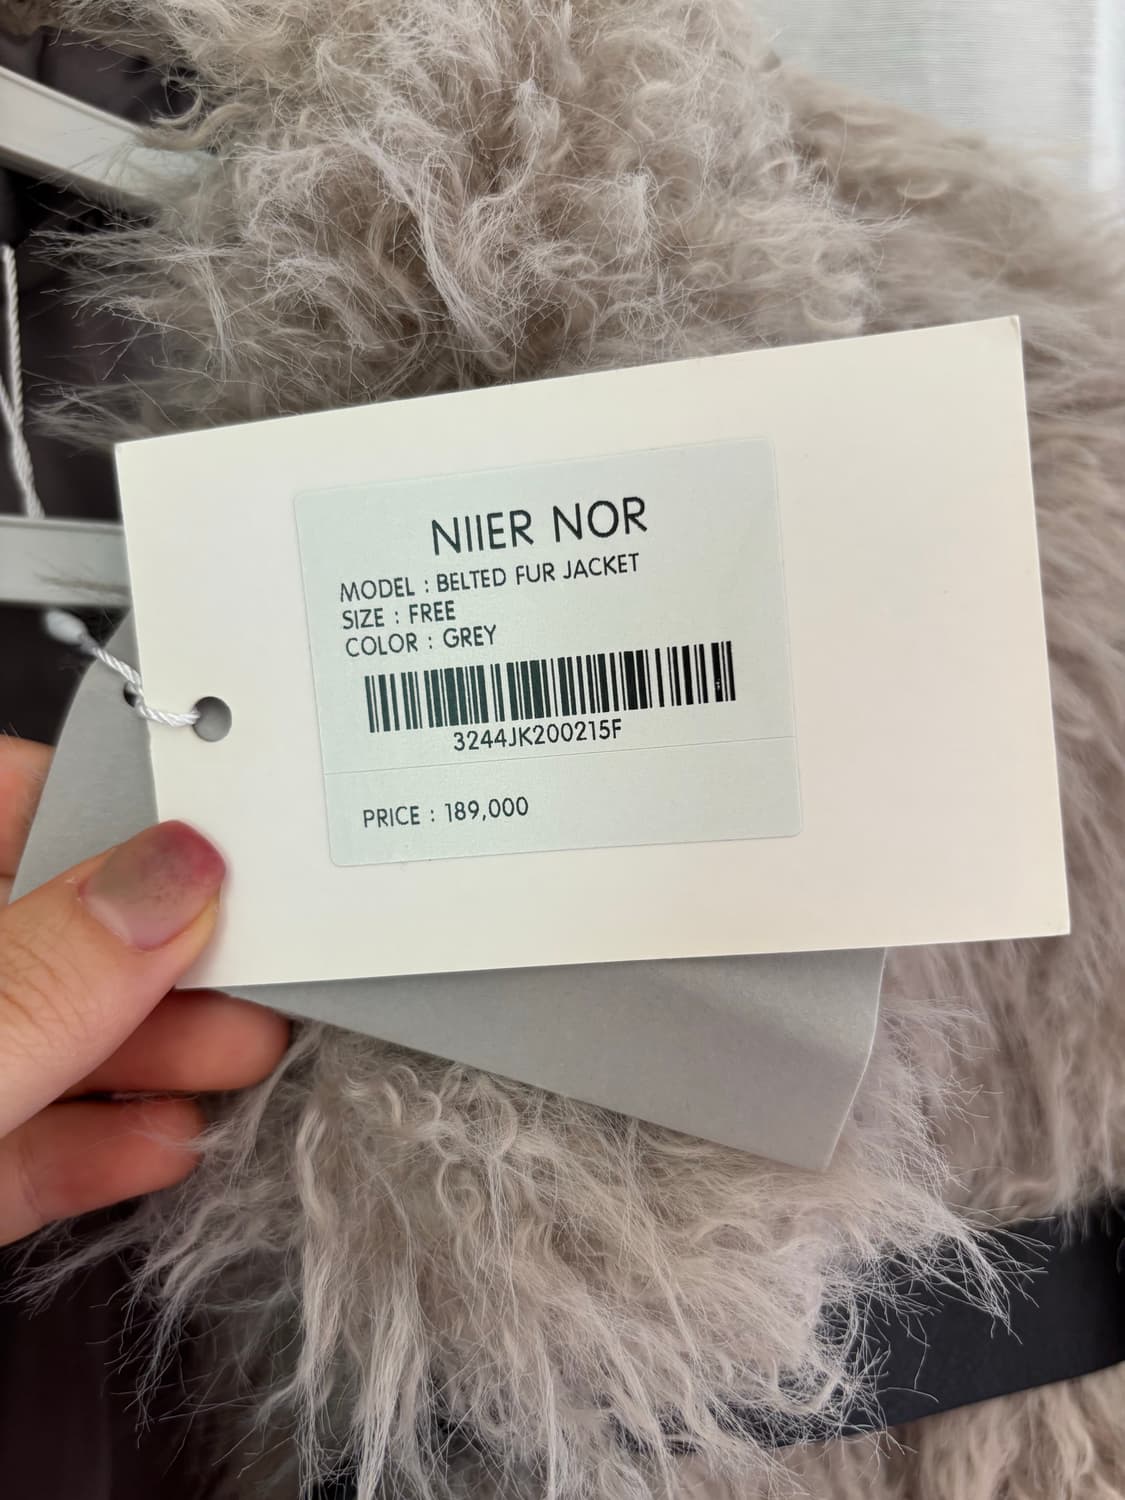 NIIER NOR
MODEL : BELTED FUR JACKET
SIZE : FREE
COLOR : GREY
3244JK200215F
PRICE : 189,000